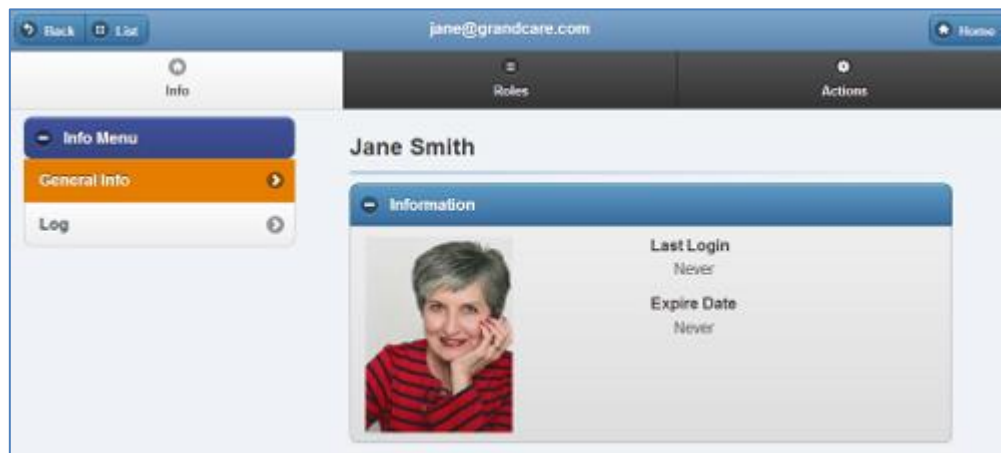 Back List jane@grandcare.com Home
Info Roles Actions
Info Menu
General Info
Log
Jane Smith
Information
Last Login
Never
Expire Date
Never